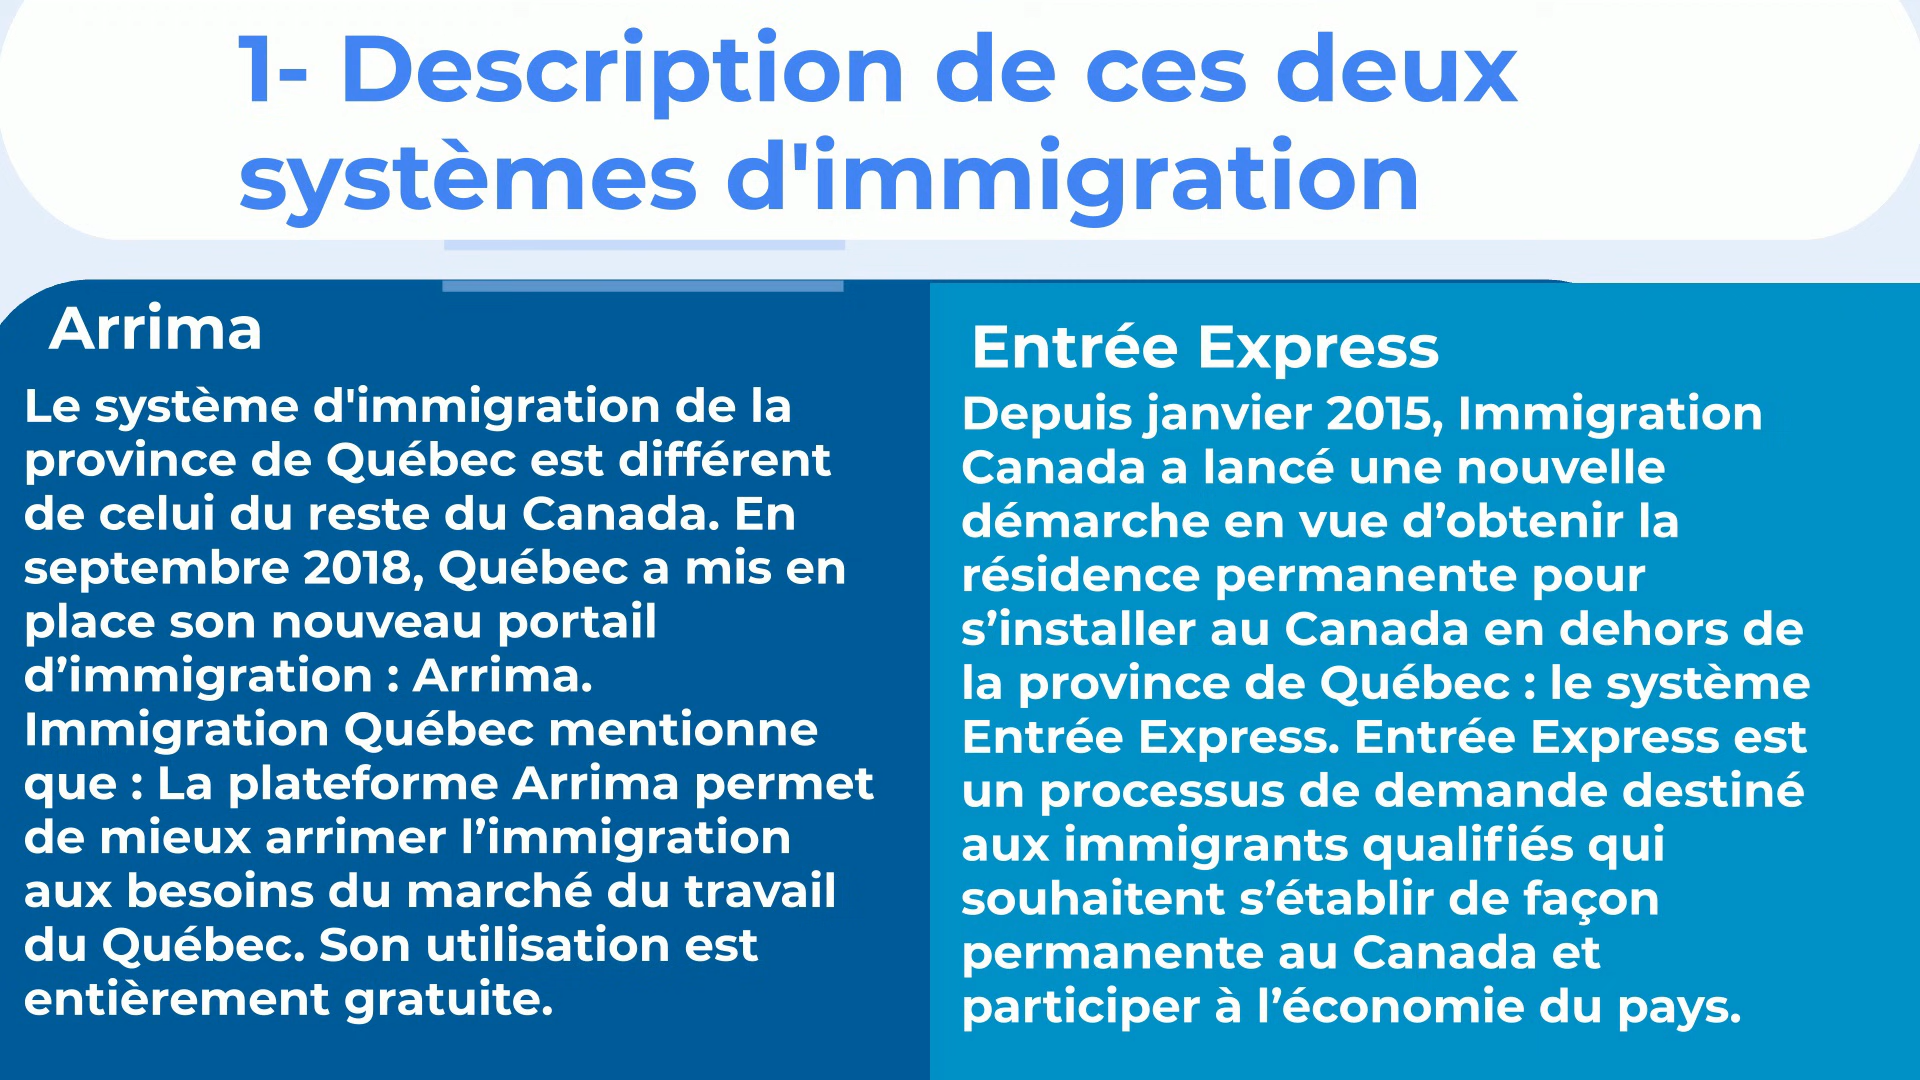 1- Description de ces deux
systèmes d'immigration
Arrima
Le système d'immigration de la
province de Québec est différent
de celui du reste du Canada. En
septembre 2018, Québec a mis en
place son nouveau portail
d’immigration : Arrima.
Immigration Québec mentionne
que : La plateforme Arrima permet
de mieux arrimer l’immigration
aux besoins du marché du travail
du Québec. Son utilisation est
entièrement gratuite.
Entrée Express
Depuis janvier 2015, Immigration
Canada a lancé une nouvelle
démarche en vue d’obtenir la
résidence permanente pour
s’installer au Canada en dehors de
la province de Québec : le système
Entrée Express. Entrée Express est
un processus de demande destiné
aux immigrants qualifiés qui
souhaitent s’établir de façon
permanente au Canada et
participer à l’économie du pays.